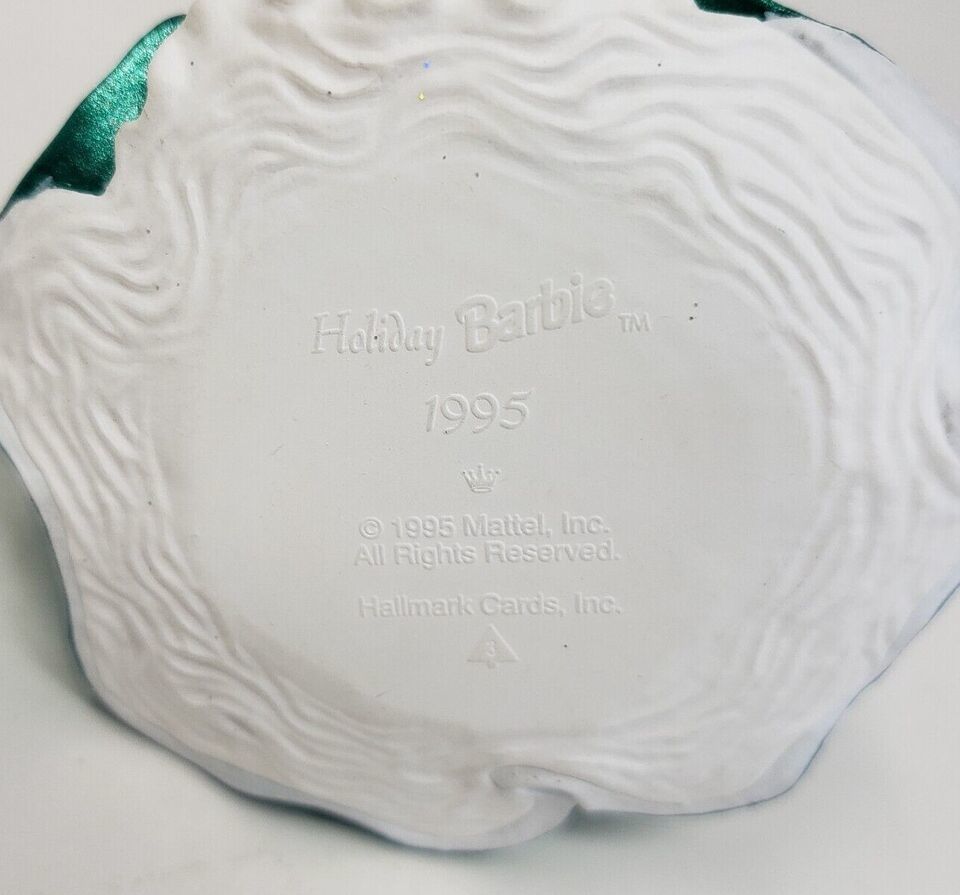 Holiday Barbie™
1995
© 1995 Mattel, Inc.
All Rights Reserved.
Hallmark Cards, Inc.
3